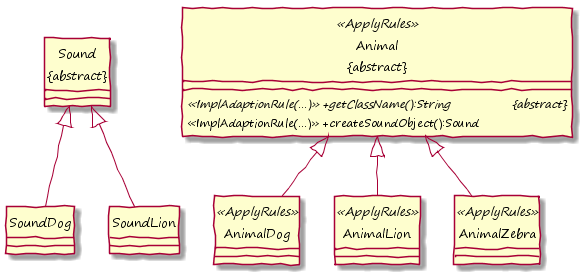 Sound
{abstract}
«ApplyRules»
Animal
{abstract}
«ImplAdaptionRule(...)» +getClassName():String {abstract}
«ImplAdaptionRule(...)» +createSoundObject():Sound
SoundDog
SoundLion
«ApplyRules»
AnimalDog
«ApplyRules»
AnimalLion
«ApplyRules»
AnimalZebra